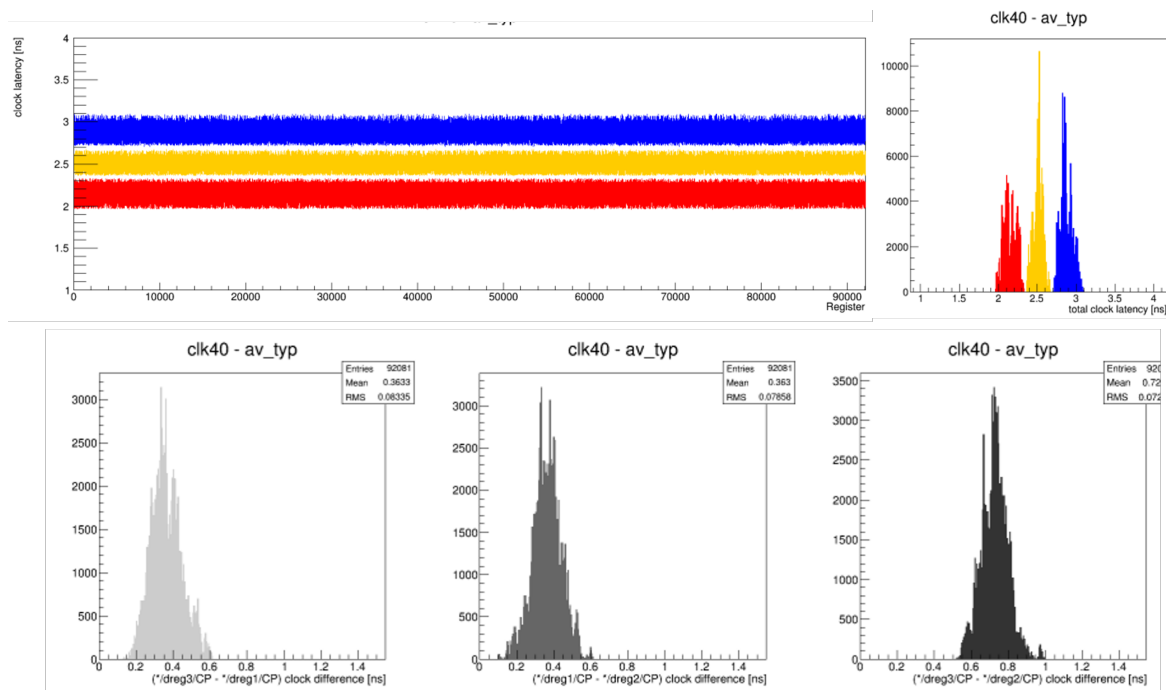 clk40 - av_typ
clock latency [ns]
4
3.5
3
2.5
2
1.5
1
0 10000 20000 30000 40000 50000 60000 70000 80000 90000
Register
clk40 - av_typ
10000
8000
6000
4000
2000
0
1 1.5 2 2.5 3 3.5 4
total clock latency [ns]
clk40 - av_typ
Entries 92081
Mean 0.3633
RMS 0.08335
3000
2500
2000
1500
1000
500
0
0 0.2 0.4 0.6 0.8 1 1.2 1.4
(*/dreg3/CP - */dreg1/CP) clock difference [ns]
clk40 - av_typ
Entries 92081
Mean 0.363
RMS 0.07858
3000
2500
2000
1500
1000
500
0
0.2 0.4 0.6 0.8 1 1.2 1.4
(*/dreg1/CP - */dreg2/CP) clock difference [ns]
clk40 - av_typ
Entries 920
Mean 0.72
RMS 0.072
3500
3000
2500
2000
1500
1000
500
0
0.2 0.4 0.6 0.8 1 1.2 1.4
(*/dreg3/CP - */dreg2/CP) clock difference [ns]